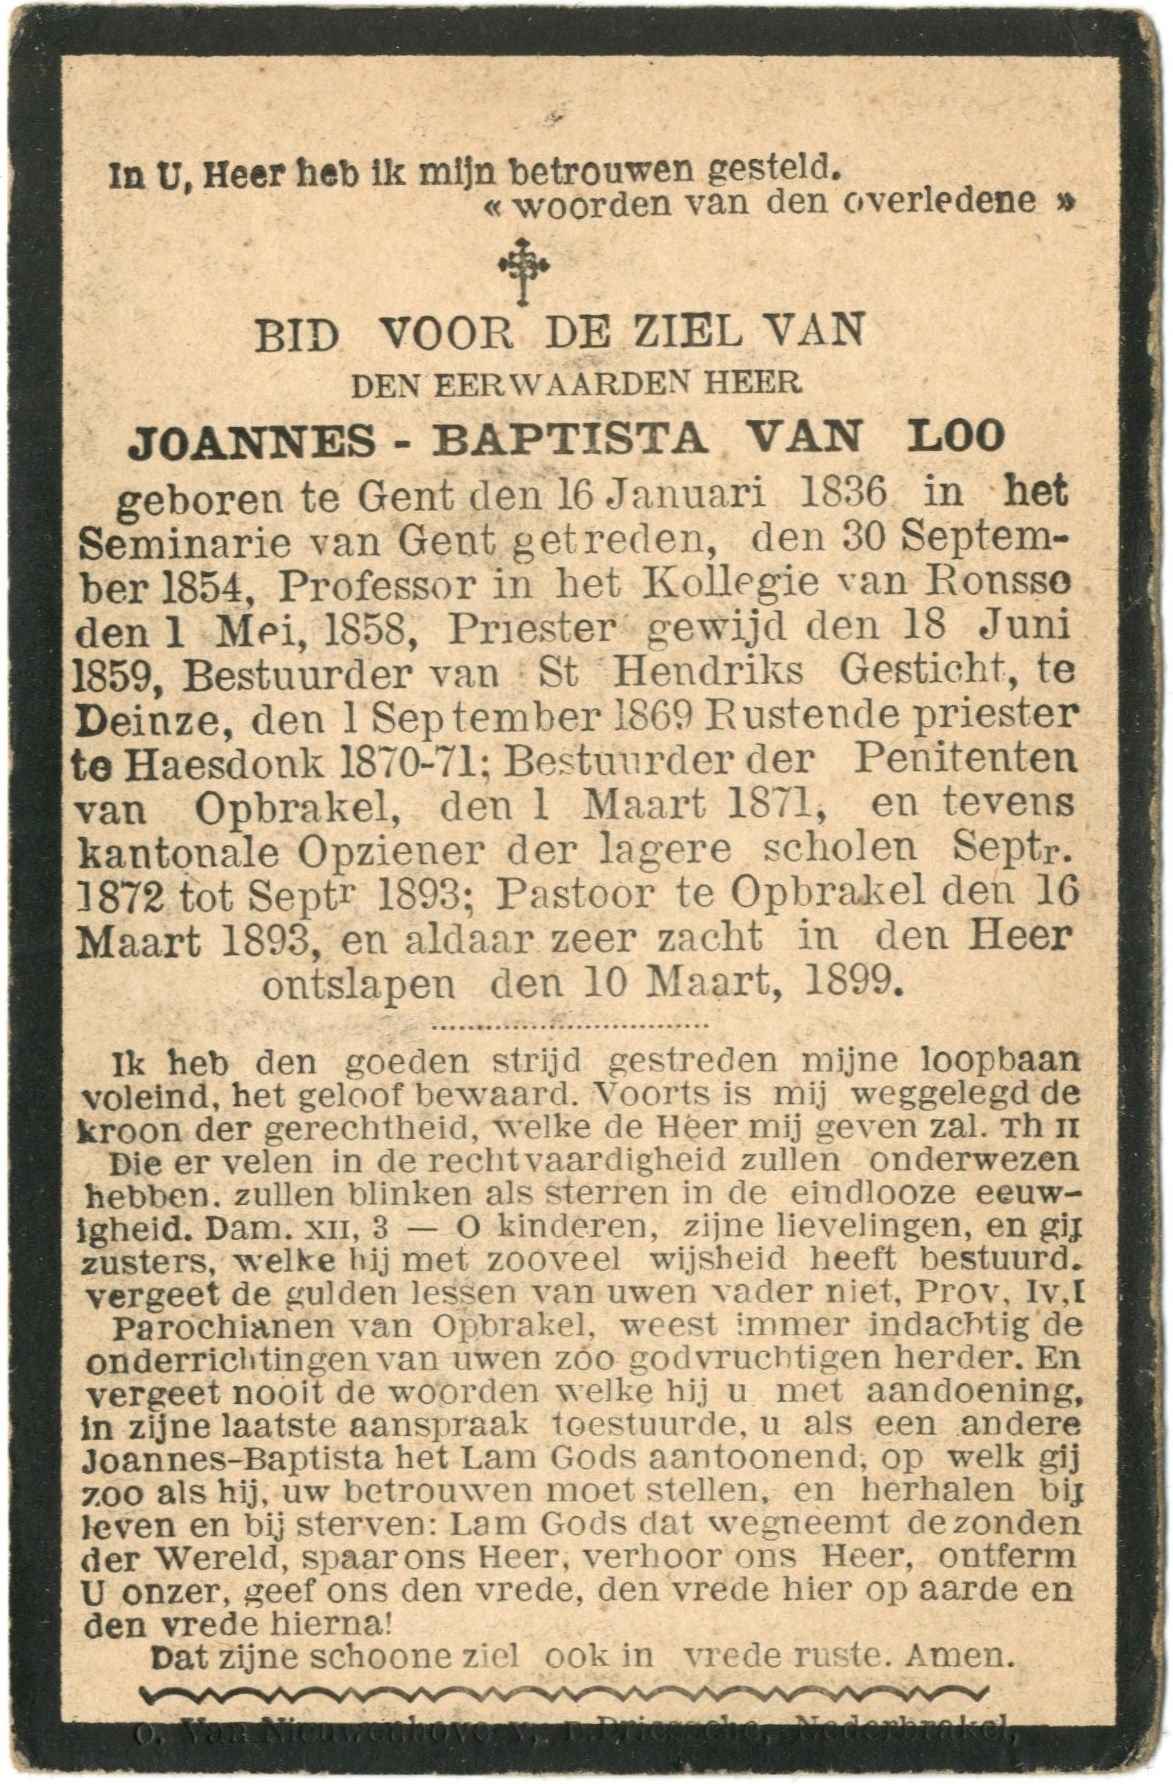 In U, Heer heb ik mijn betrouwen gesteld.
« woorden van den overledene »
BID VOOR DE ZIEL VAN
DEN EERWAARDEN HEER
JOANNES - BAPTISTA VAN LOO
geboren te Gent den 16 Januari 1836 in het
Seminarie van Gent getreden, den 30 Septem-
ber 1854, Professor in het Kollegie van Ronsse
den 1 Mei, 1858, Priester gewijd den 18 Juni
1859, Bestuurder van St Hendriks Gesticht, te
Deinze, den 1 September 1869 Rustende priester
te Haesdonk 1870-71; Bestuurder der Penitenten
van Opbrakel, den 1 Maart 1871, en tevens
kantonale Opziener der lagere scholen Septr.
1872 tot Septr 1893; Pastoor te Opbrakel den 16
Maart 1893, en aldaar zeer zacht in den Heer
ontslapen den 10 Maart, 1899.
Ik heb den goeden strijd gestreden mijne loopbaan
voleind, het geloof bewaard. Voorts is mij weggelegd de
kroon der gerechtheid, welke de Heer mij geven zal. Th II
Die er velen in de rechtvaardigheid zullen onderwezen
hebben. zullen blinken als sterren in de eindlooze eeuw-
igheid. Dam. XII, 3 — O kinderen, zijne lievelingen, en gij
zusters, welke hij met zooveel wijsheid heeft bestuurd.
vergeet de gulden lessen van uwen vader niet, Prov, Iv,I
Parochianen van Opbrakel, weest immer indachtig de
onderrichtingen van uwen zoo godvruchtigen herder. En
vergeet nooit de woorden welke hij u met aandoening,
in zijne laatste aanspraak toestuurde, u als een andere
Joannes-Baptista het Lam Gods aantoonend, op welk gij
zoo als hij, uw betrouwen moet stellen, en herhalen bij
leven en bij sterven: Lam Gods dat wegneemt de zonden
der Wereld, spaar ons Heer, verhoor ons Heer, ontferm
U onzer, geef ons den vrede, den vrede hier op aarde en
den vrede hierna!
Dat zijne schoone ziel ook in vrede ruste. Amen.
Van Nieuwenhove Nederbrakel.